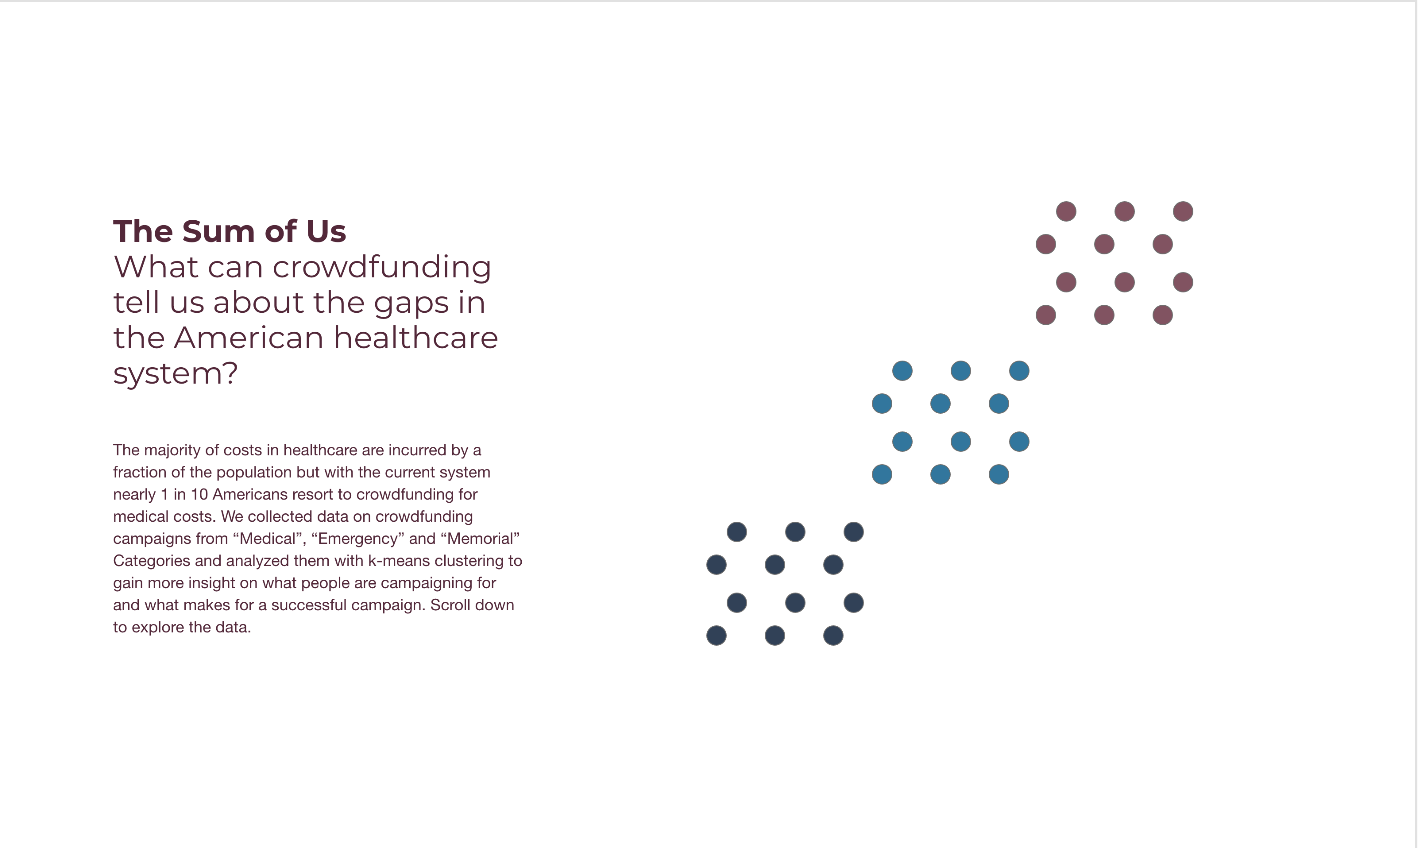 The Sum of Us
What can crowdfunding
tell us about the gaps in
the American healthcare
system?
The majority of costs in healthcare are incurred by a
fraction of the population but with the current system
nearly 1 in 10 Americans resort to crowdfunding for
medical costs. We collected data on crowdfunding
campaigns from “Medical”, “Emergency” and “Memorial”
Categories and analyzed them with k-means clustering to
gain more insight on what people are campaigning for
and what makes for a successful campaign. Scroll down
to explore the data.